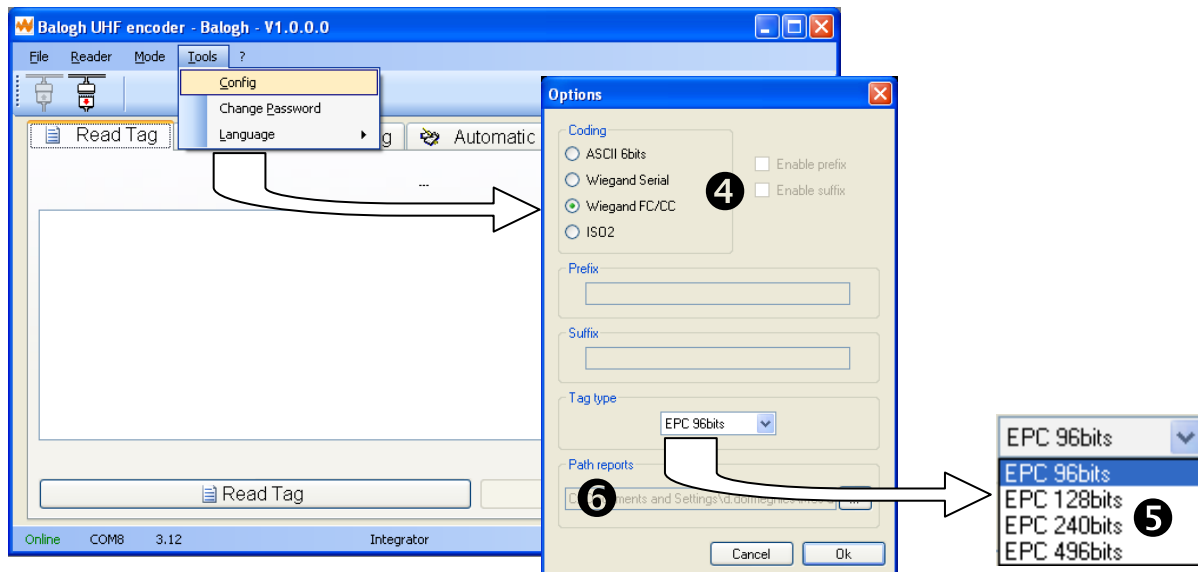 Balogh UHF encoder - Balogh - V1.0.0.0
File Reader Mode Tools ?
Config
Change Password
Language
Read Tag
g
Automatic
...
Read Tag
Online COM8 3.12 Integrator
Options
Coding
ASCII 6bits
Wiegand Serial
Wiegand FC/CC
ISO2
Enable prefix
Enable suffix
4
Prefix
Suffix
Tag type
EPC 96bits
Path reports
6
ments and Settings\d.
...
Cancel Ok
EPC 96bits
EPC 96bits
EPC 128bits
EPC 240bits
EPC 496bits
5